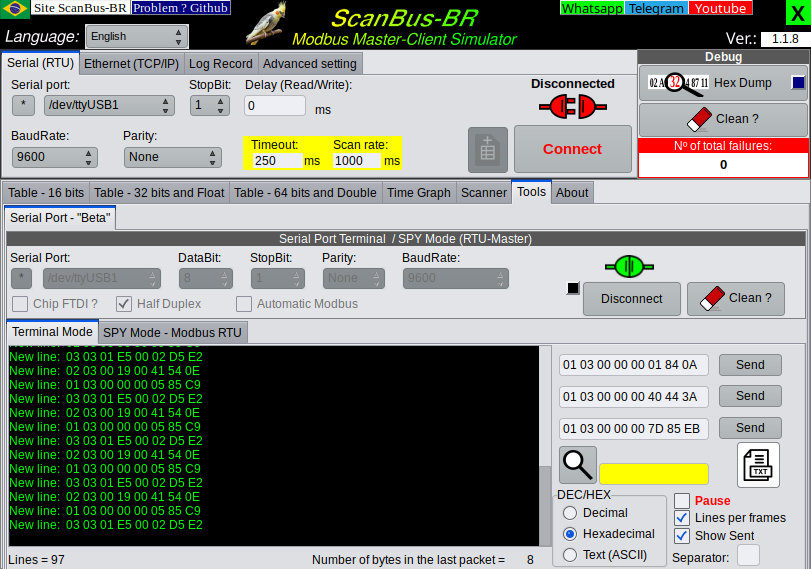 Site ScanBus-BR
Problem ? Github
Language:
English
ScanBus-BR
Modbus Master-Client Simulator
Whatsapp
Telegram
Youtube
X
Ver.:
1.1.8
Serial (RTU)
Ethernet (TCP/IP)
Log Record
Advanced setting
Serial port:
*
/dev/ttyUSB1
StopBit:
1
Delay (Read/Write):
0
ms
BaudRate:
9600
Parity:
None
Timeout:
250 ms
Scan rate:
1000 ms
Disconnected
Connect
Debug
Hex Dump
Clean ?
Nº of total failures:
0
Table - 16 bits
Table - 32 bits and Float
Table - 64 bits and Double
Time Graph
Scanner
Tools
About
Serial Port - "Beta"
Serial Port Terminal / SPY Mode (RTU-Master)
Serial Port:
*
/dev/ttyUSB1
DataBit:
8
StopBit:
1
Parity:
None
BaudRate:
9600
Chip FTDI ?
Half Duplex
Automatic Modbus
Disconnect
Clean ?
Terminal Mode
SPY Mode - Modbus RTU
New line: 03 03 01 E5 00 02 D5 E2
New line: 02 03 00 19 00 41 54 0E
New line: 01 03 00 00 00 05 85 C9
New line: 03 03 01 E5 00 02 D5 E2
New line: 02 03 00 19 00 41 54 0E
New line: 01 03 00 00 00 05 85 C9
New line: 03 03 01 E5 00 02 D5 E2
New line: 02 03 00 19 00 41 54 0E
New line: 01 03 00 00 00 05 85 C9
New line: 03 03 01 E5 00 02 D5 E2
New line: 02 03 00 19 00 41 54 0E
New line: 01 03 00 00 00 05 85 C9
New line: 03 03 01 E5 00 02 D5 E2
Lines = 97
Number of bytes in the last packet = 8
01 03 00 00 00 01 84 0A
Send
01 03 00 00 00 40 44 3A
Send
01 03 00 00 00 7D 85 EB
Send
TXT
DEC/HEX
Decimal
Hexadecimal
Text (ASCII)
Pause
Lines per frames
Show Sent
Separator: